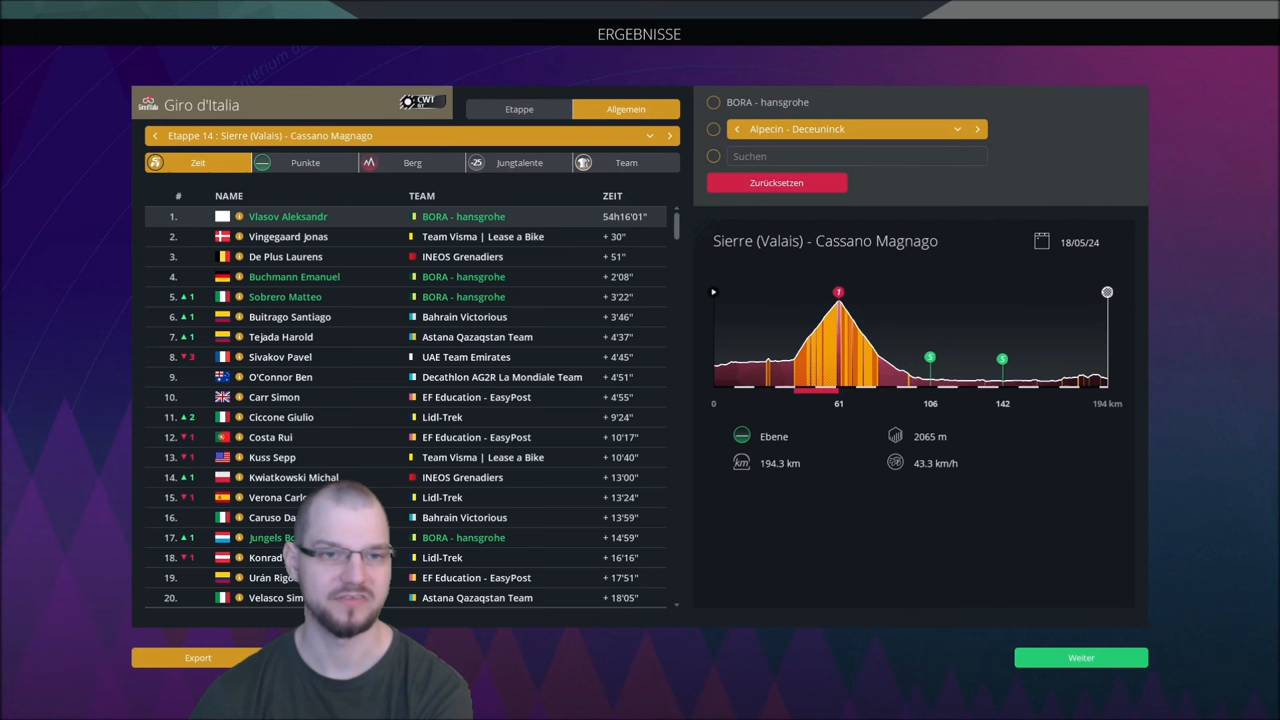 ERGEBNISSE
Giro d'Italia
CWT
Etappe Allgemein
Etappe 14 : Sierre (Valais) - Cassano Magnago
Zeit Punkte Berg -25 Jungtalente Team
# NAME TEAM ZEIT
1. Vlasov Aleksandr BORA - hansgrohe 54h16'01"
2. Vingegaard Jonas Team Visma | Lease a Bike + 30"
3. De Plus Laurens INEOS Grenadiers + 51"
4. Buchmann Emanuel BORA - hansgrohe + 2'08"
5. ▲ 1 Sobrero Matteo BORA - hansgrohe + 3'22"
6. ▲ 1 Buitrago Santiago Bahrain Victorious + 3'46"
7. ▲ 1 Tejada Harold Astana Qazaqstan Team + 4'37"
8. ▼ 3 Sivakov Pavel UAE Team Emirates + 4'45"
9. O'Connor Ben Decathlon AG2R La Mondiale Team + 4'51"
10. Carr Simon EF Education - EasyPost + 4'55"
11. ▲ 2 Ciccone Giulio Lidl-Trek + 9'24"
12. ▼ 1 Costa Rui EF Education - EasyPost + 10'17"
13. ▼ 1 Kuss Sepp Team Visma | Lease a Bike + 10'40"
14. ▲ 1 Kwiatkowski Michal INEOS Grenadiers + 13'00"
15. ▼ 1 Verona Carlo Lidl-Trek + 13'24"
16. Caruso Da Bahrain Victorious + 13'59"
17. ▲ 1 Jungels Bo BORA - hansgrohe + 14'59"
18. ▼ 1 Konrad Lidl-Trek + 16'16"
19. Urán Rigo EF Education - EasyPost + 17'51"
20. Velasco Sim Astana Qazaqstan Team + 18'05"
Export
BORA - hansgrohe
Alpecin - Deceuninck
Suchen
Zurücksetzen
Sierre (Valais) - Cassano Magnago 18/05/24
1
S S
0 61 106 142 194 km
Ebene 2065 m
km 194.3 km 43.3 km/h
Weiter